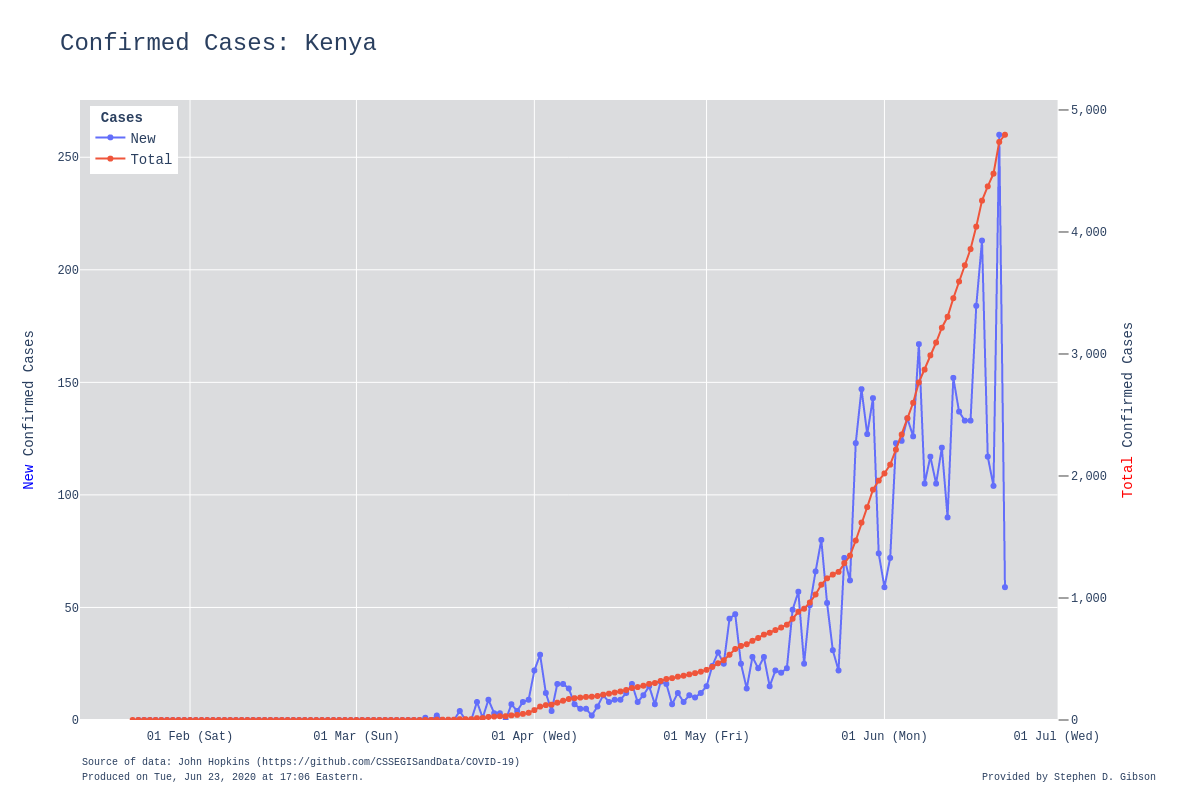 Confirmed Cases: Kenya
Cases
New
Total
250
200
150
100
50
0
5,000
4,000
3,000
2,000
1,000
0
New Confirmed Cases
Total Confirmed Cases
01 Feb (Sat)
01 Mar (Sun)
01 Apr (Wed)
01 May (Fri)
01 Jun (Mon)
01 Jul (Wed)
Source of data: John Hopkins (https://github.com/CSSEGISandData/COVID-19)
Produced on Tue, Jun 23, 2020 at 17:06 Eastern.
Provided by Stephen D. Gibson